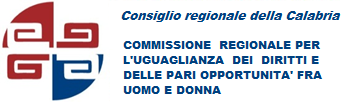 Consiglio regionale della Calabria
COMMISSIONE REGIONALE PER
L'UGUAGLIANZA DEI DIRITTI E
DELLE PARI OPPORTUNITA' FRA
UOMO E DONNA